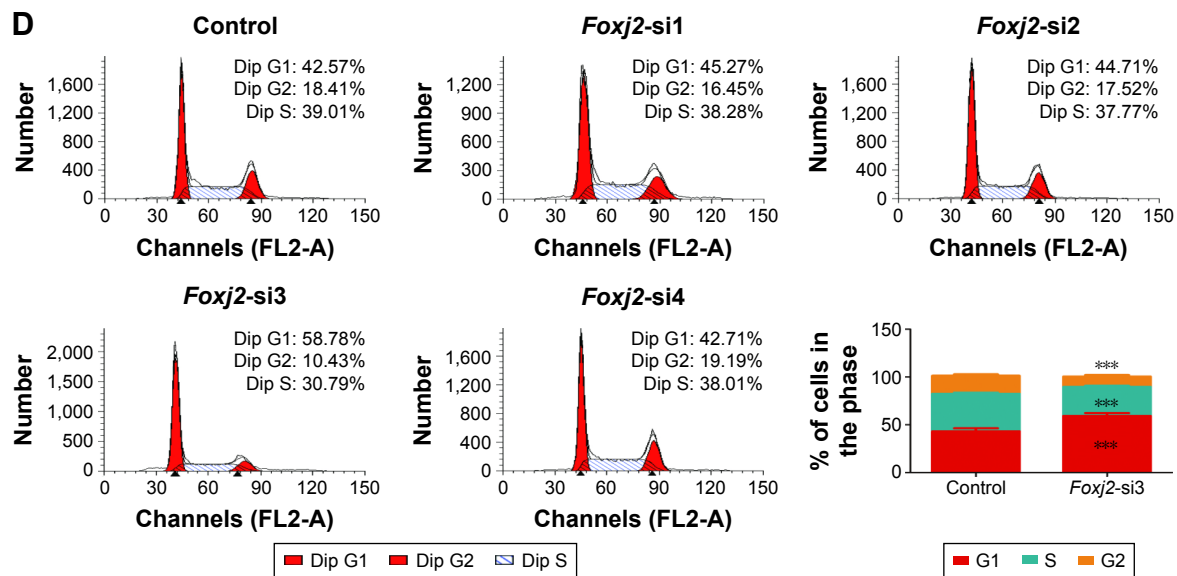 D
Control
Number
1,600
1,200
800
400
0
Dip G1: 42.57%
Dip G2: 18.41%
Dip S: 39.01%
0 30 60 90 120 150
Channels (FL2-A)
Foxj2-si1
Number
1,200
900
600
300
0
Dip G1: 45.27%
Dip G2: 16.45%
Dip S: 38.28%
0 30 60 90 120 150
Channels (FL2-A)
Foxj2-si2
Number
1,600
1,200
800
400
0
Dip G1: 44.71%
Dip G2: 17.52%
Dip S: 37.77%
0 30 60 90 120 150
Channels (FL2-A)
Foxj2-si3
Number
2,000
1,500
1,000
500
0
Dip G1: 58.78%
Dip G2: 10.43%
Dip S: 30.79%
0 30 60 90 120 150
Channels (FL2-A)
Foxj2-si4
Number
1,600
1,200
800
400
0
Dip G1: 42.71%
Dip G2: 19.19%
Dip S: 38.01%
0 30 60 90 120 150
Channels (FL2-A)
% of cells in
the phase
150
100
50
0
***
***
***
Control Foxj2-si3
Dip G1 Dip G2 Dip S
G1 S G2